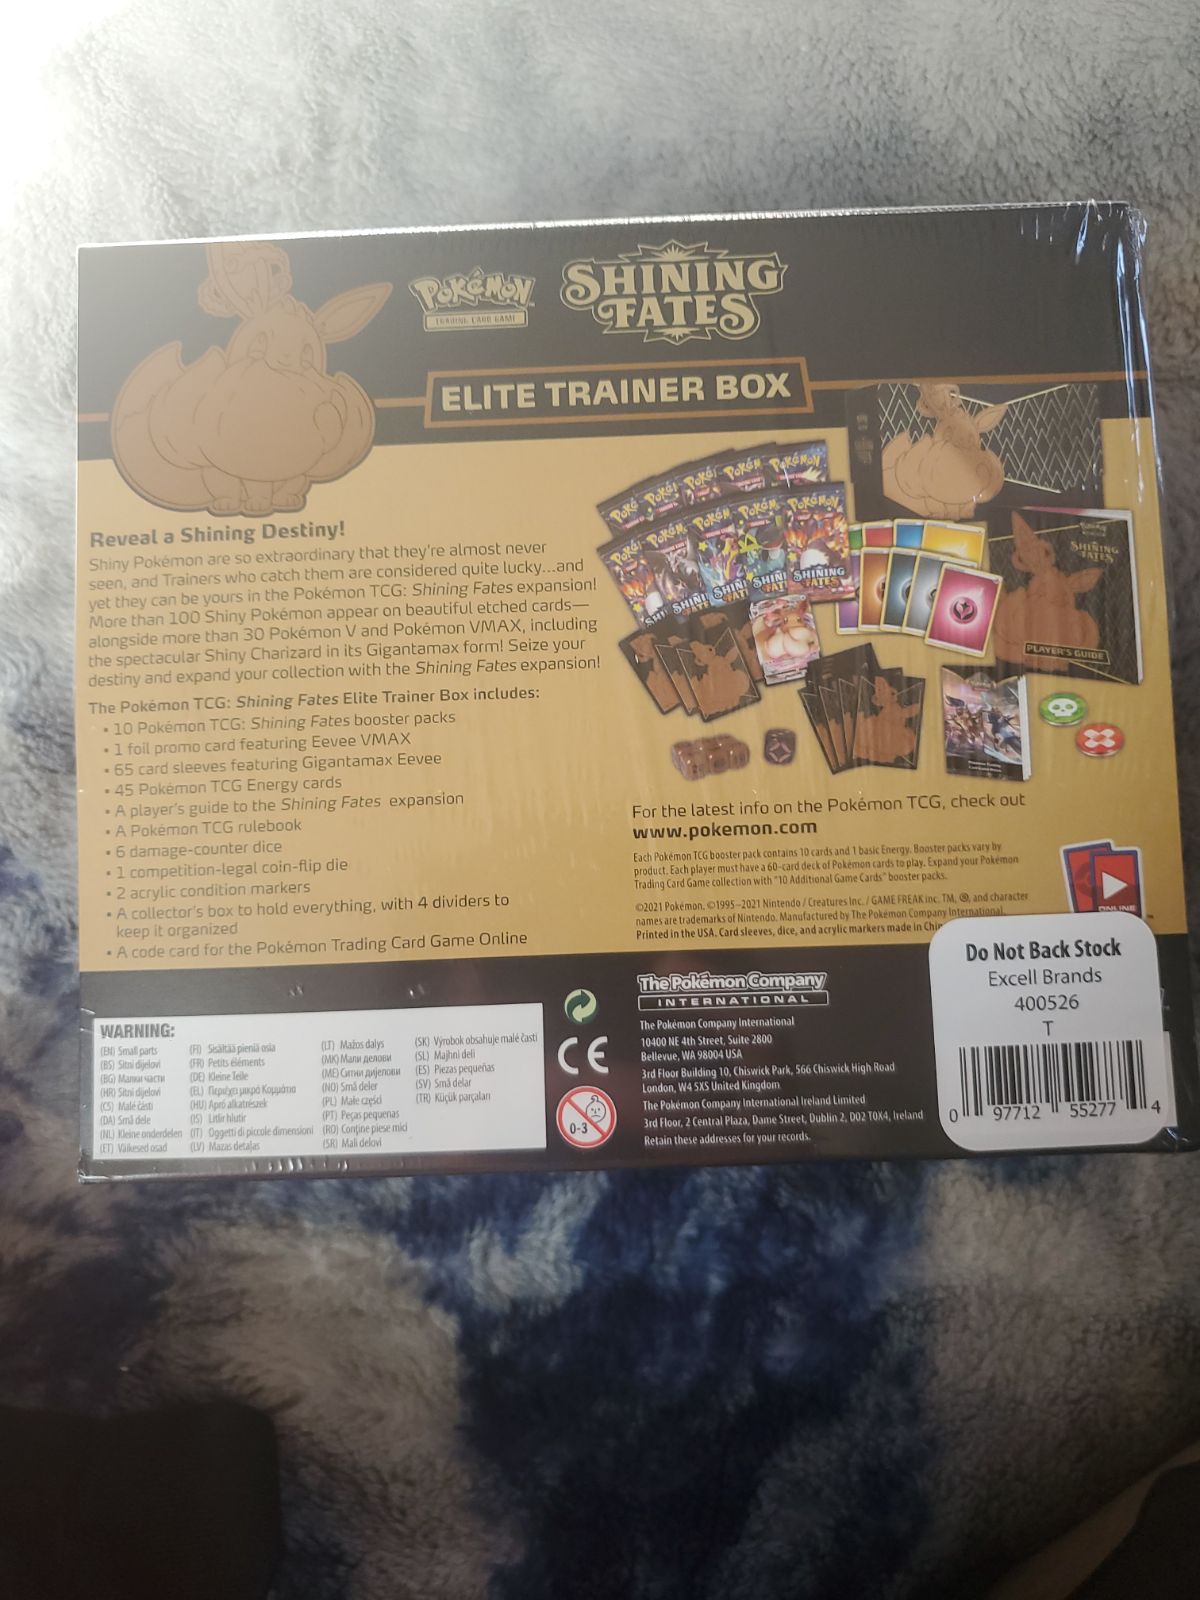 POKéMON
TRADING CARD GAME
SHINING
FATES
ELITE TRAINER BOX
Reveal a Shining Destiny!
Shiny Pokémon are so extraordinary that they're almost never
seen, and Trainers who catch them are considered quite lucky...and
yet they can be yours in the Pokémon TCG: Shining Fates expansion!
More than 100 Shiny Pokémon appear on beautiful etched cards—
alongside more than 30 Pokémon V and Pokémon VMAX, including
the spectacular Shiny Charizard in its Gigantamax form! Seize your
destiny and expand your collection with the Shining Fates expansion!
The Pokémon TCG: Shining Fates Elite Trainer Box includes:
• 10 Pokémon TCG: Shining Fates booster packs
• 1 foil promo card featuring Eevee VMAX
• 65 card sleeves featuring Gigantamax Eevee
• 45 Pokémon TCG Energy cards
• A player's guide to the Shining Fates expansion
• A Pokémon TCG rulebook
• 6 damage-counter dice
• 1 competition-legal coin-flip die
• 2 acrylic condition markers
• A collector's box to hold everything, with 4 dividers to
keep it organized
• A code card for the Pokémon Trading Card Game Online
SHINING
FATES
PLAYER'S GUIDE
For the latest info on the Pokémon TCG, check out
www.pokemon.com
Each Pokémon TCG booster pack contains 10 cards and 1 basic Energy. Booster packs vary by
product. Each player must have a 60-card deck of Pokémon cards to play. Expand your Pokémon
Trading Card Game collection with "10 Additional Game Cards" booster packs.
©2021 Pokémon. ©1995–2021 Nintendo / Creatures Inc. / GAME FREAK inc. TM, ®, and character
names are trademarks of Nintendo. Manufactured by The Pokémon Company International.
Printed in the USA. Card sleeves, dice, and acrylic markers made in Chin
ONLINE
Do Not Back Stock
Excell Brands
400526
T
0 97712 55277 4
WARNING:
(EN) Small parts
(BS) Sitni dijelovi
(BG) Малки части
(HR) Sitni dijelovi
(CS) Malé části
(DA) Små dele
(NL) Kleine onderdelen
(ET) Väikesed osad
(FI) Sisältää pieniä osia
(FR) Petits éléments
(DE) Kleine Teile
(EL) Περιέχει μικρά Κομμάτια
(HU) Apró alkatrészek
(IS) Litlir hlutir
(IT) Oggetti di piccole dimensioni
(LV) Mazas detaļas
(LT) Mažos dalys
(MK) Мали делови
(ME) Ситни дијелови
(NO) Små deler
(PL) Małe części
(PT) Peças pequenas
(RO) Conține piese mici
(SR) Mali delovi
(SK) Výrobok obsahuje malé časti
(SL) Majhni deli
(ES) Piezas pequeñas
(SV) Små delar
(TR) Küçük parçaları
CE
0-3
The Pokémon Company
INTERNATIONAL
The Pokémon Company International
10400 NE 4th Street, Suite 2800
Bellevue, WA 98004 USA
3rd Floor Building 10, Chiswick Park, 566 Chiswick High Road
London, W4 5XS United Kingdom
The Pokémon Company International Ireland Limited
3rd Floor, 2 Central Plaza, Dame Street, Dublin 2, D02 T0X4, Ireland
Retain these addresses for your records.